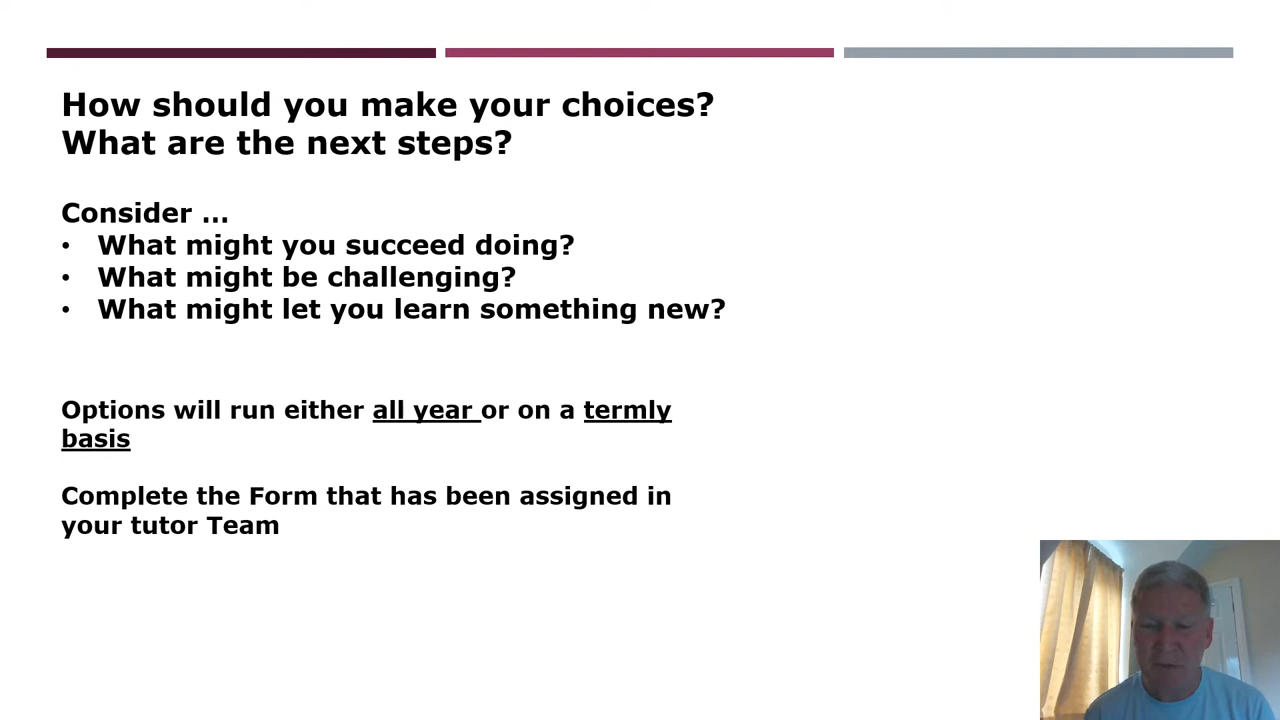 How should you make your choices?
What are the next steps?
Consider ...
• What might you succeed doing?
• What might be challenging?
• What might let you learn something new?
Options will run either all year or on a termly
basis
Complete the Form that has been assigned in
your tutor Team